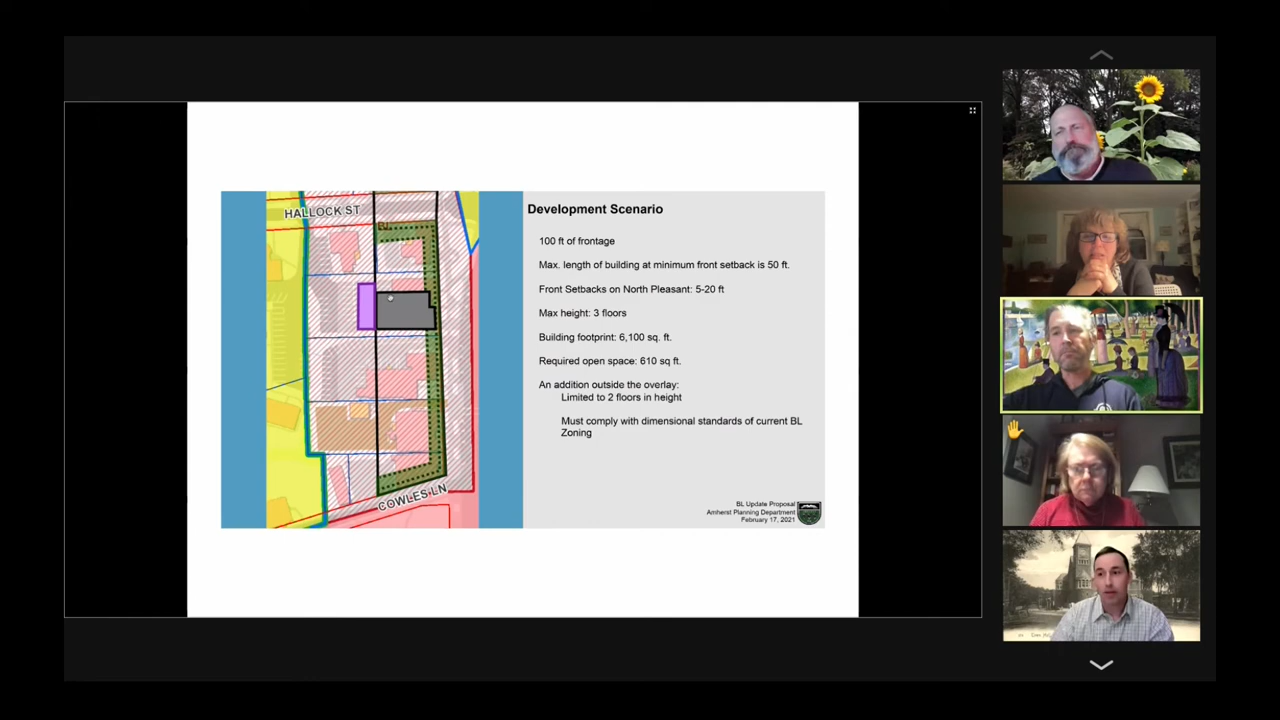 HALLOCK ST
BL
COWLES LN
Development Scenario
100 ft of frontage
Max. length of building at minimum front setback is 50 ft.
Front Setbacks on North Pleasant: 5-20 ft
Max height: 3 floors
Building footprint: 6,100 sq. ft.
Required open space: 610 sq ft.
An addition outside the overlay:
Limited to 2 floors in height
Must comply with dimensional standards of current BL
Zoning
BL Update Proposal
Amherst Planning Department
February 17, 2021